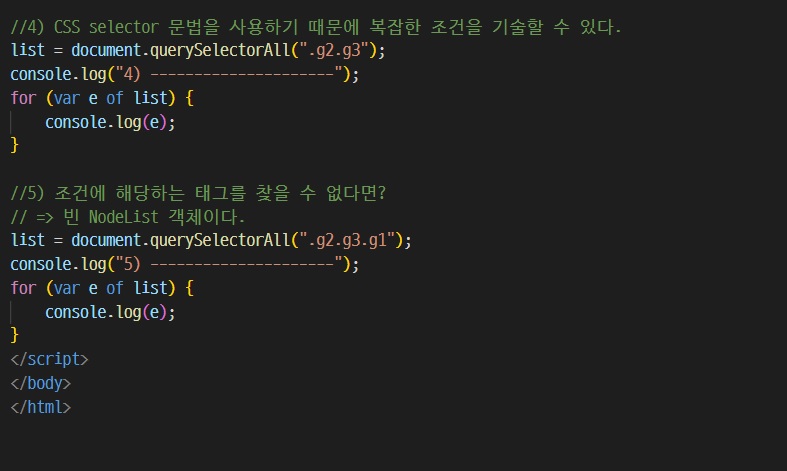 //4) CSS selector 문법을 사용하기 때문에 복잡한 조건을 기술할 수 있다.
list = document.querySelectorAll(".g2.g3");
console.log("4) ---------------------");
for (var e of list) {
    console.log(e);
}

//5) 조건에 해당하는 태그를 찾을 수 없다면?
// => 빈 NodeList 객체이다.
list = document.querySelectorAll(".g2.g3.g1");
console.log("5) ---------------------");
for (var e of list) {
    console.log(e);
}
</script>
</body>
</html>